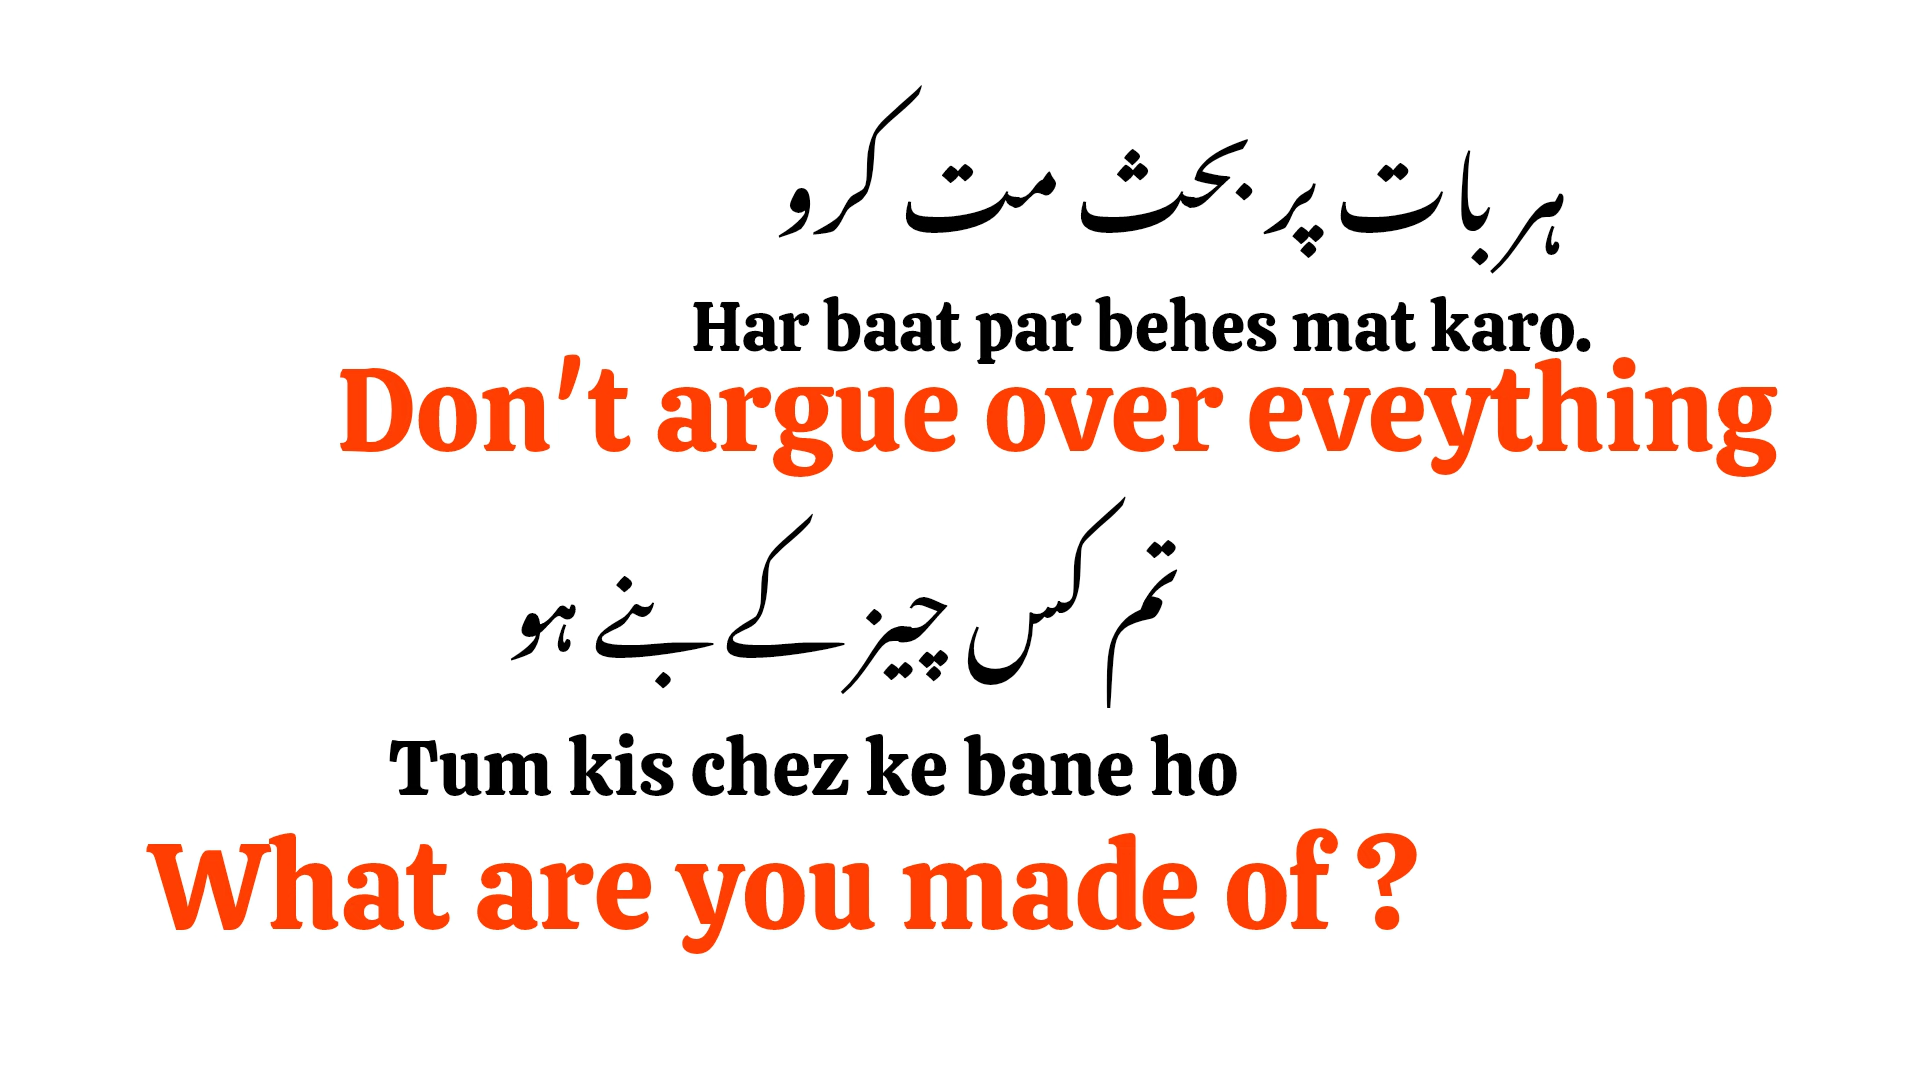 ہر بات پر بحث مت کرو
Har baat par behes mat karo.
Don't argue over eveything
تم کس چیز کے بنے ہو
Tum kis chez ke bane ho
What are you made of ?